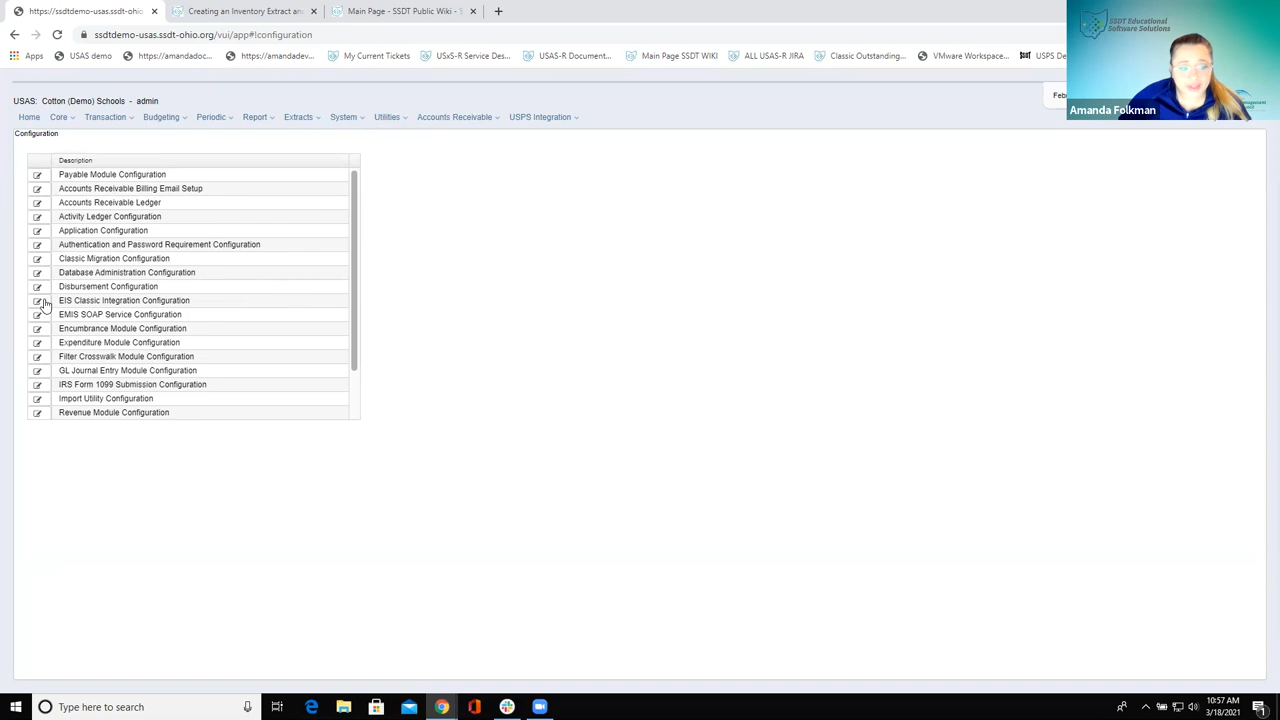 https://ssdtdemo-usas.ssdt-ohio
Creating an Inventory Extract and
Main Page - SSDT Public Wiki - S
ssdtdemo-usas.ssdt-ohio.org/vui/app#!configuration
Apps
USAS demo
https://amandadoc...
https://amandadev...
My Current Tickets
USxS-R Service Des...
USAS-R Document...
Main Page SSDT WIKI
ALL USAS-R JIRA
Classic Outstanding...
VMware Workspace...
USPS De
SSDT Educational
Software Solutions
Amanda Folkman
USAS: Cotton (Demo) Schools - admin
Feb
Home
Core
Transaction
Budgeting
Periodic
Report
Extracts
System
Utilities
Accounts Receivable
USPS Integration
Configuration
Description
Payable Module Configuration
Accounts Receivable Billing Email Setup
Accounts Receivable Ledger
Activity Ledger Configuration
Application Configuration
Authentication and Password Requirement Configuration
Classic Migration Configuration
Database Administration Configuration
Disbursement Configuration
EIS Classic Integration Configuration
EMIS SOAP Service Configuration
Encumbrance Module Configuration
Expenditure Module Configuration
Filter Crosswalk Module Configuration
GL Journal Entry Module Configuration
IRS Form 1099 Submission Configuration
Import Utility Configuration
Revenue Module Configuration
Type here to search
10:57 AM
3/18/2021
1